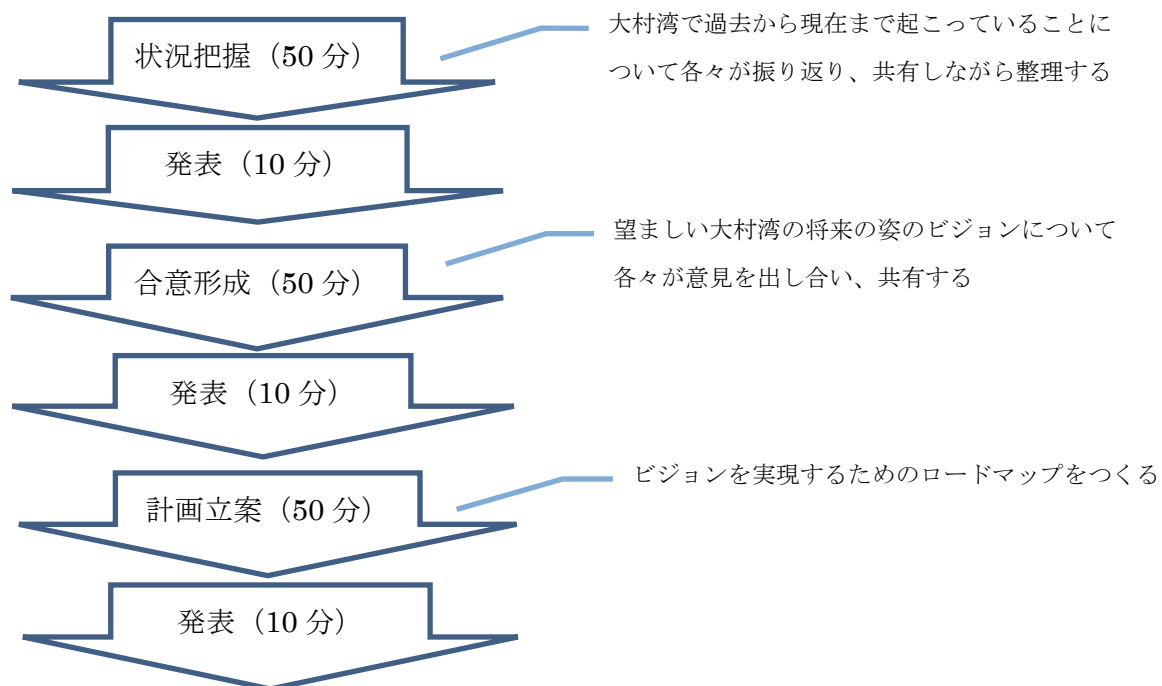 状況把握（50 分）
大村湾で過去から現在まで起こっていることに
ついて各々が振り返り、共有しながら整理する
発表（10 分）
合意形成（50 分）
望ましい大村湾の将来の姿のビジョンについて
各々が意見を出し合い、共有する
発表（10 分）
計画立案（50 分）
ビジョンを実現するためのロードマップをつくる
発表（10 分）